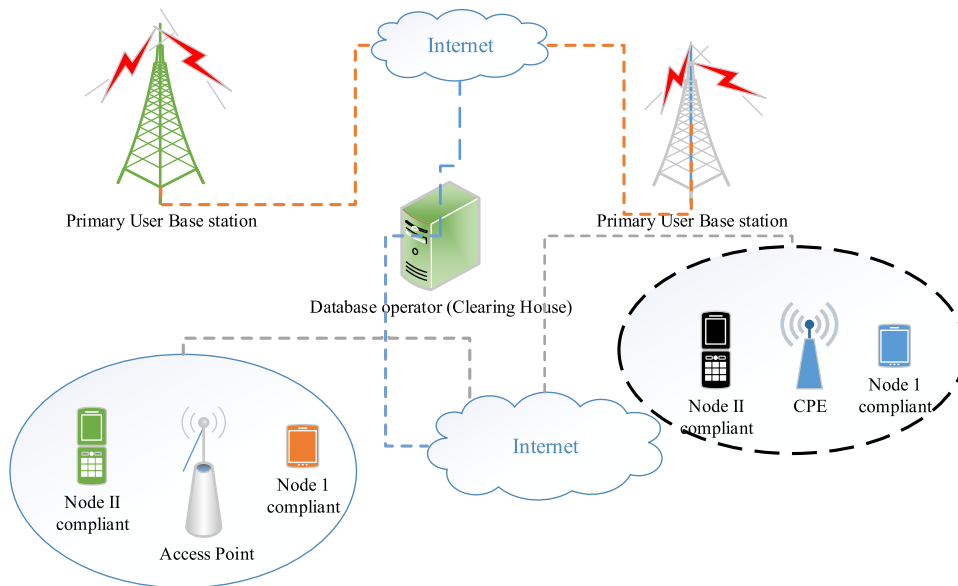 Internet
Primary User Base station
Primary User Base station
Database operator (Clearing House)
Node II
compliant
CPE
Node 1
compliant
Internet
Node II
compliant
Access Point
Node 1
compliant